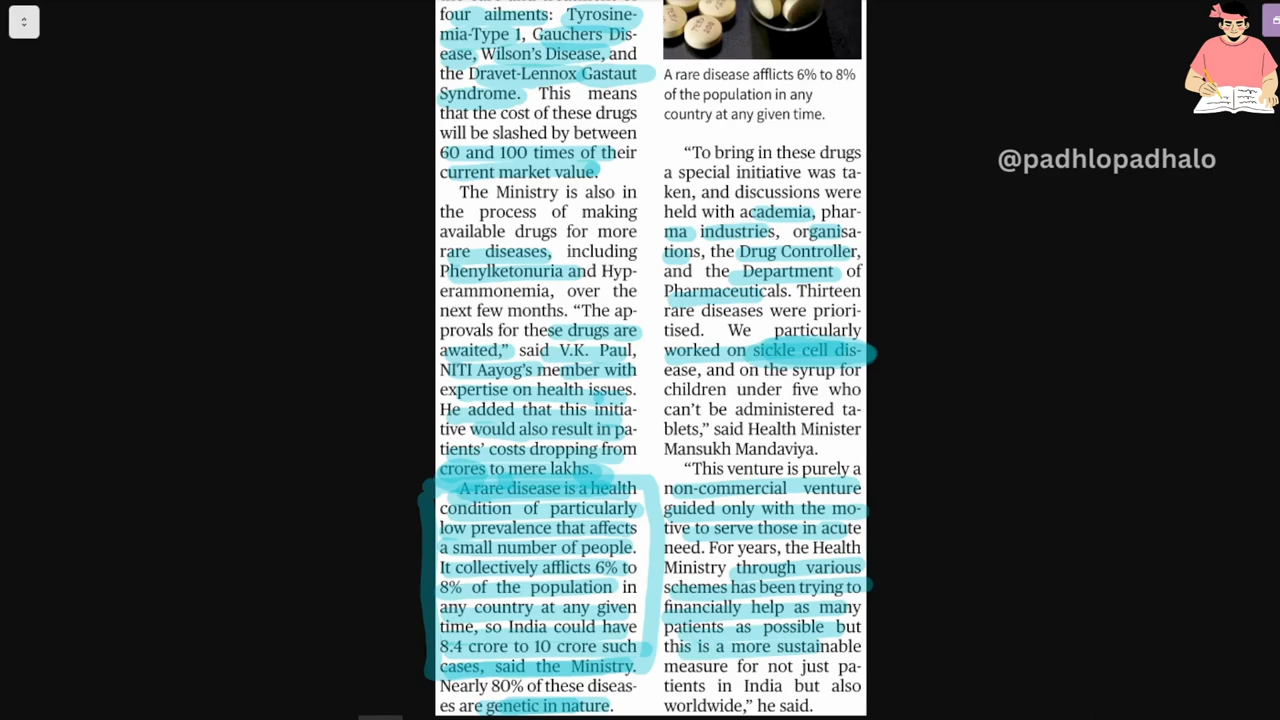 the care and treatment of
four ailments: Tyrosine-
mia-Type 1, Gauchers Dis-
ease, Wilson's Disease, and
the Dravet-Lennox Gastaut
Syndrome. This means
that the cost of these drugs
will be slashed by between
60 and 100 times of their
current market value.
The Ministry is also in
the process of making
available drugs for more
rare diseases, including
Phenylketonuria and Hyp-
erammonemia, over the
next few months. “The ap-
provals for these drugs are
awaited,” said V.K. Paul,
NITI Aayog's member with
expertise on health issues.
He added that this initia-
tive would also result in pa-
tients' costs dropping from
crores to mere lakhs.
A rare disease is a health
condition of particularly
low prevalence that affects
a small number of people.
It collectively afflicts 6% to
8% of the population in
any country at any given
time, so India could have
8.4 crore to 10 crore such
cases, said the Ministry.
Nearly 80% of these diseas-
es are genetic in nature.
A rare disease afflicts 6% to 8%
of the population in any
country at any given time.
“To bring in these drugs
a special initiative was ta-
ken, and discussions were
held with academia, phar-
ma industries, organisa-
tions, the Drug Controller,
and the Department of
Pharmaceuticals. Thirteen
rare diseases were priori-
tised. We particularly
worked on sickle cell dis-
ease, and on the syrup for
children under five who
can't be administered ta-
blets,” said Health Minister
Mansukh Mandaviya.
“This venture is purely a
non-commercial venture
guided only with the mo-
tive to serve those in acute
need. For years, the Health
Ministry through various
schemes has been trying to
financially help as many
patients as possible but
this is a more sustainable
measure for not just pa-
tients in India but also
worldwide,” he said.
@padhlopadhalo